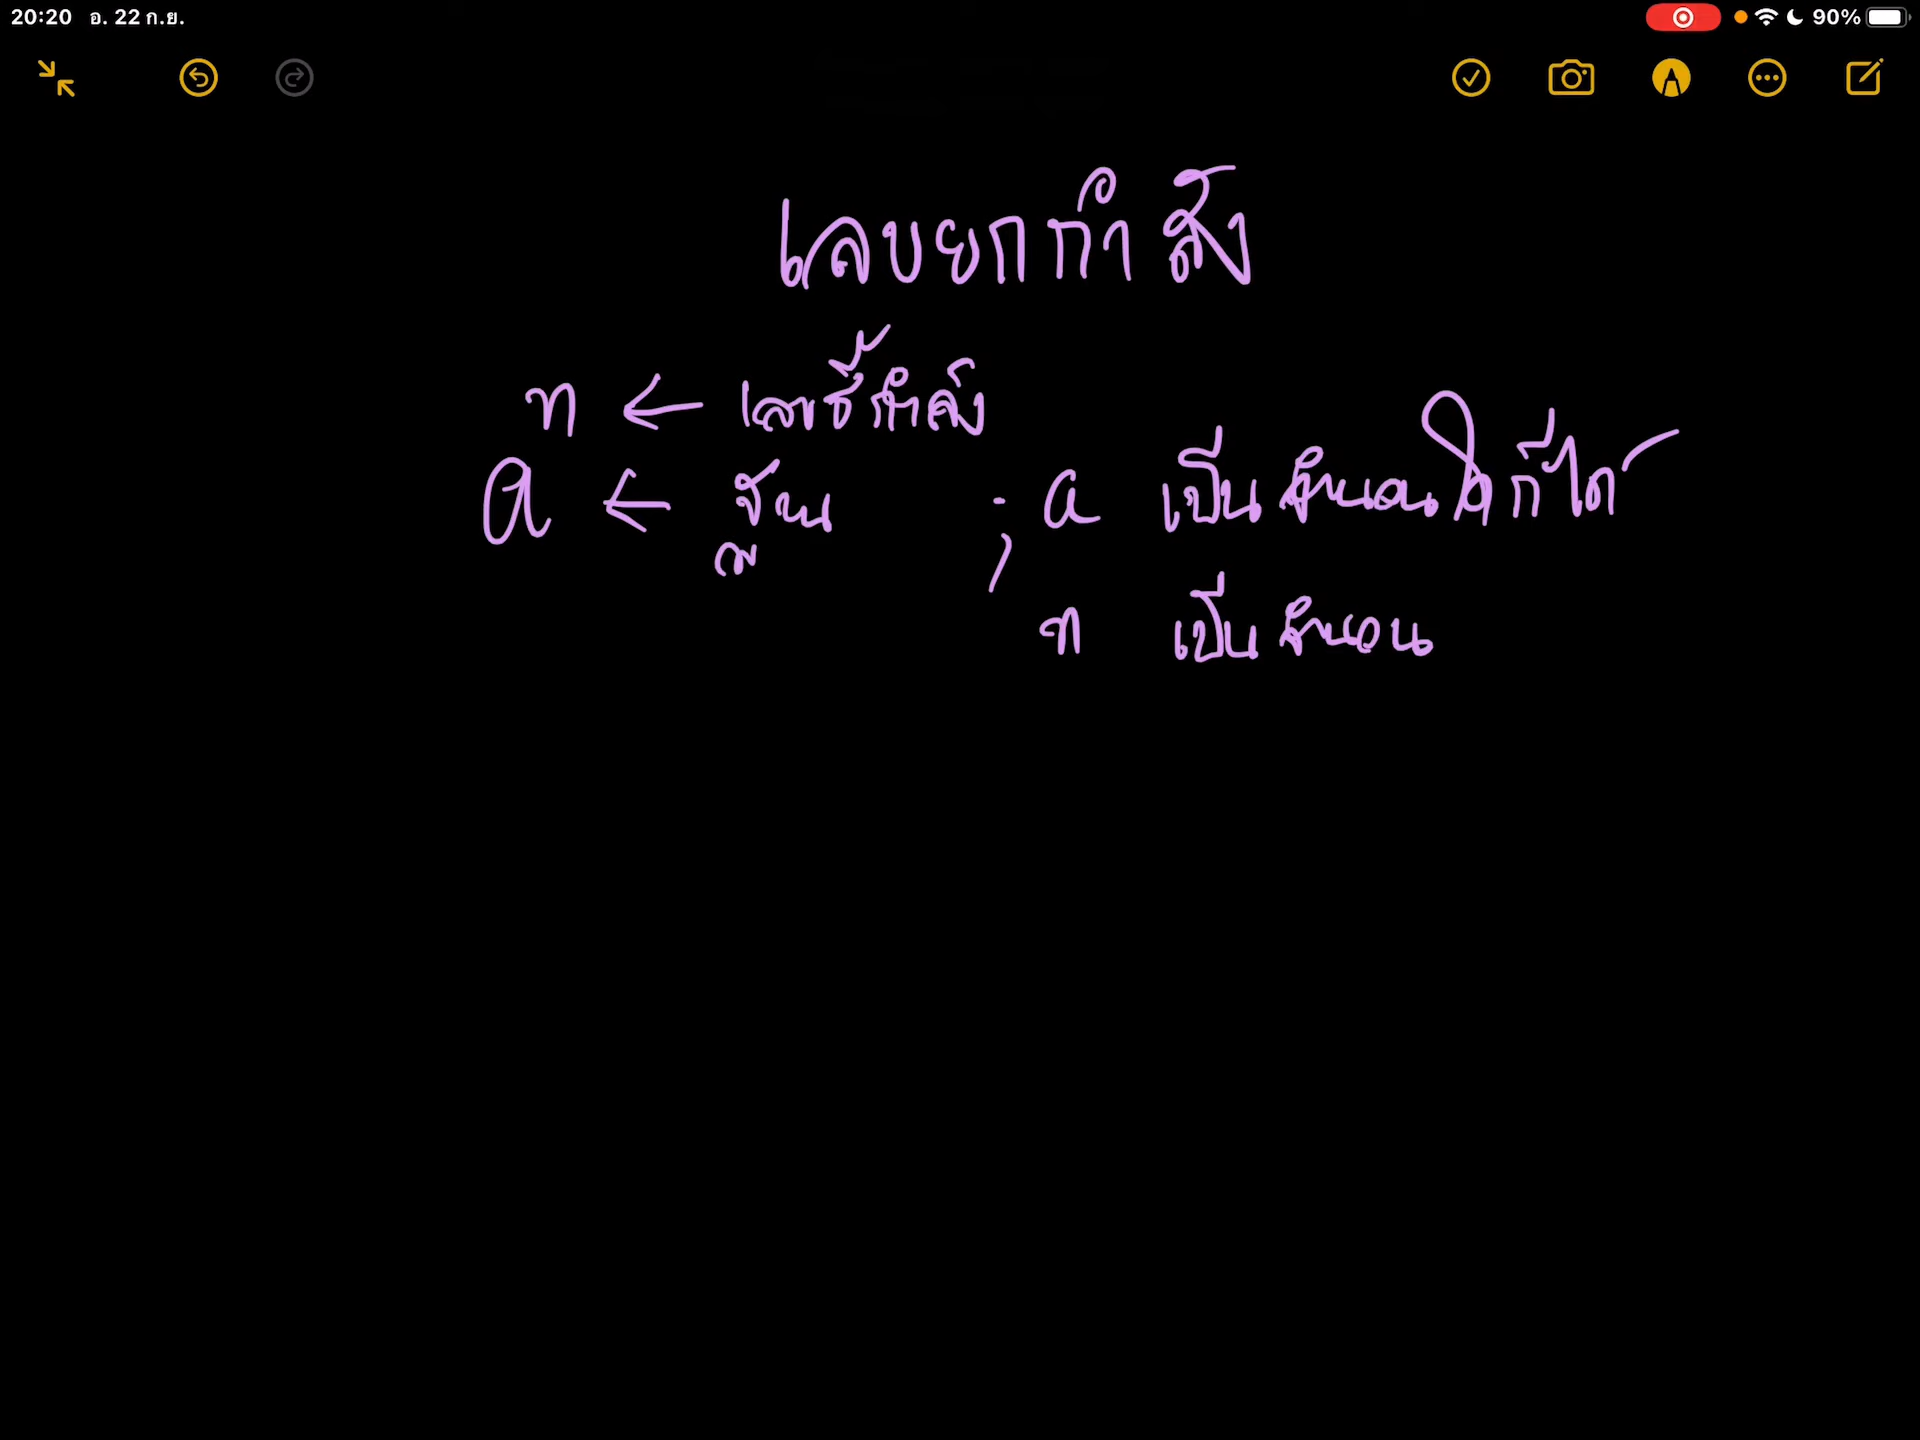 20:20 อ. 22 ก.ย. 90%
เลขยกกำลัง
n ← เลขชี้กำลัง
a ← ฐาน ; a เป็นจำนวนใดก็ได้
n เป็นจำนวน